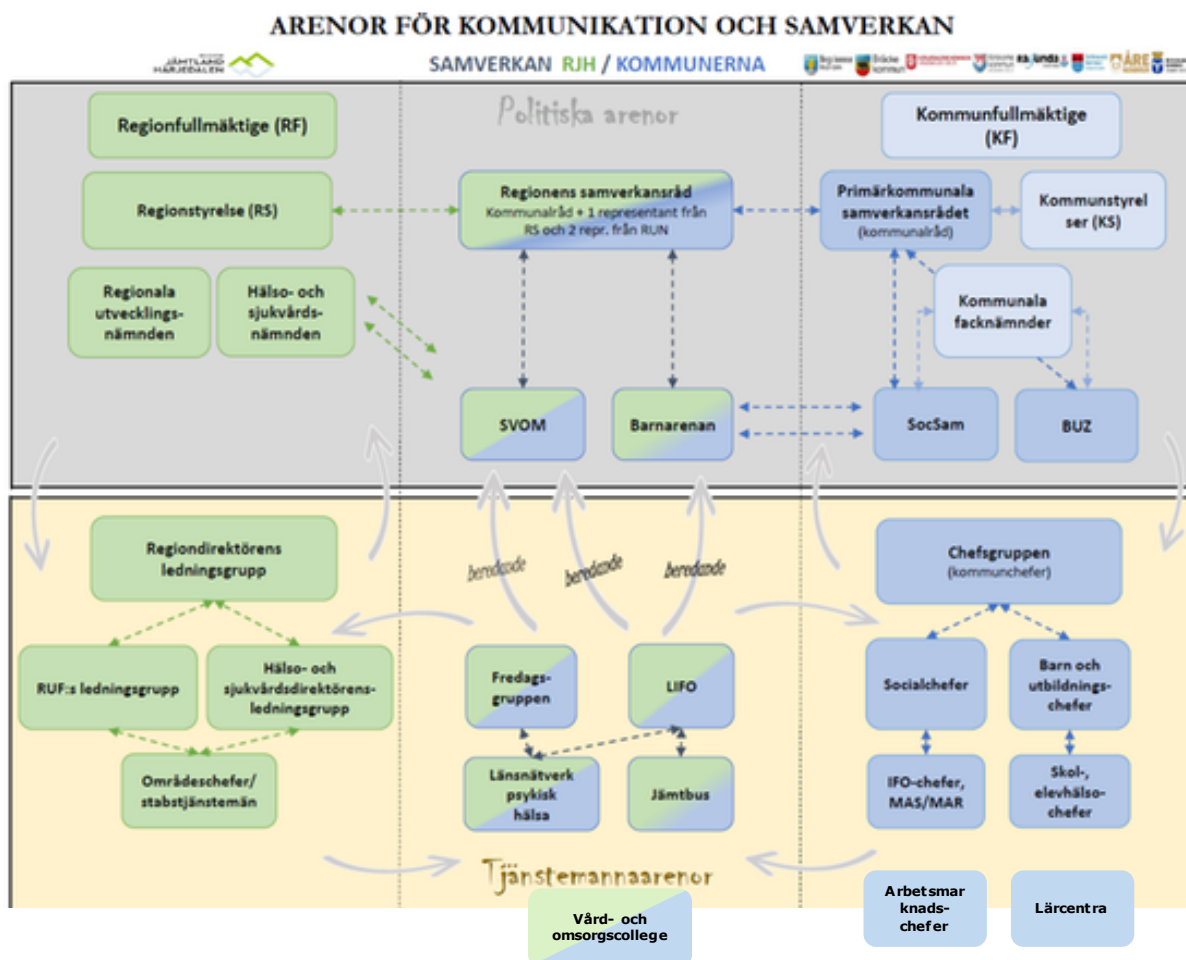 ARENOR FÖR KOMMUNIKATION OCH SAMVERKAN
JÄMTLAND
HÄRJEDALEN
SAMVERKAN RJH / KOMMUNERNA
ÅRE
Politiska arenor
Regionfullmäktige (RF)
Kommunfullmäktige
(KF)
Regionstyrelse (RS)
Regionens samverkansråd
Kommunalråd + 1 representant från
RS och 2 repr. från RUN
Primärkommunala
samverkansrådet
(kommunalråd)
Kommunstyrel
ser (KS)
Regionala
utvecklings-
nämnden
Hälso- och
sjukvårds-
nämnden
Kommunala
facknämnder
SVOM
Barnarenan
SocSam
BUZ
Regiondirektörens
ledningsgrupp
beredande
beredande
beredande
Chefsgruppen
(kommunchefer)
RUF:s ledningsgrupp
Hälso- och
sjukvårdsdirektörens-
ledningsgrupp
Fredags-
gruppen
LIFO
Socialchefer
Barn och
utbildnings-
chefer
Områdeschefer/
stabstjänstemän
Länsnätverk
psykisk
hälsa
Jämtbus
IFO-chefer,
MAS/MAR
Skol-,
elevhälso-
chefer
Tjänstemannaarenor
Vård- och
omsorgscollege
Arbetsmar
knads-
chefer
Lärcentra